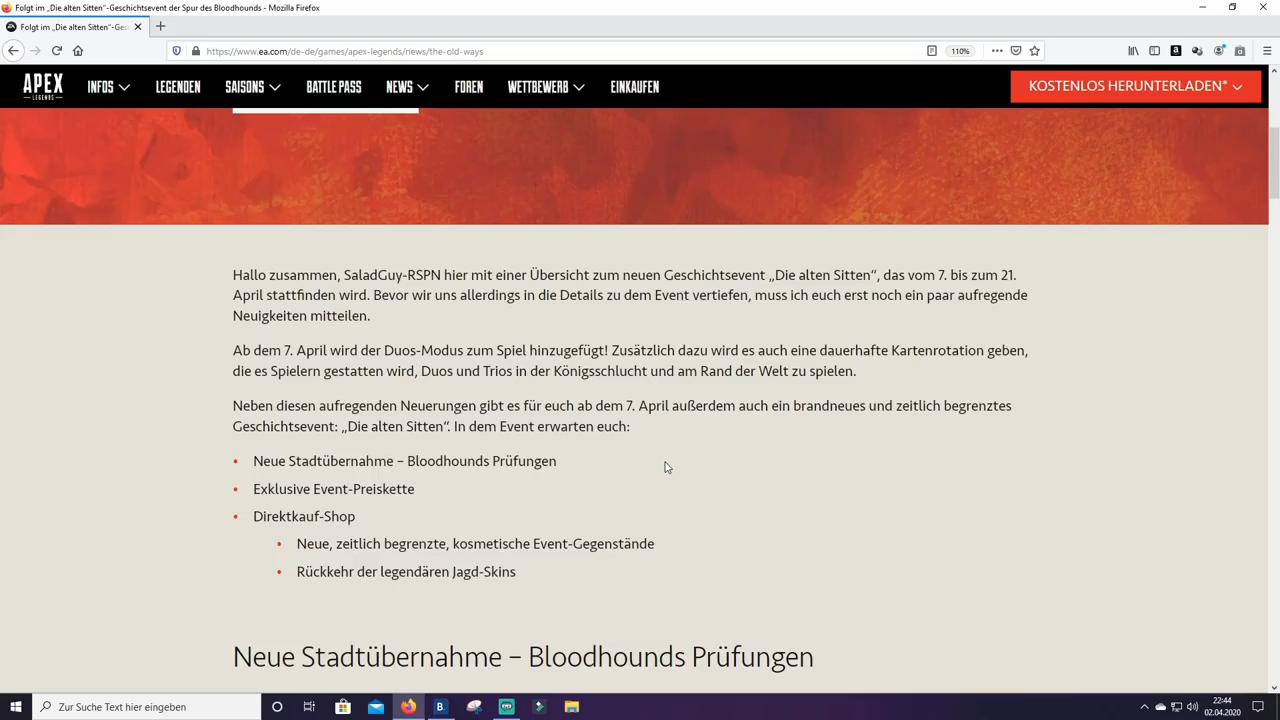 Folgt im „Die alten Sitten“-Geschichtsevent der Spur des Bloodhounds - Mozilla Firefox
Folgt im „Die alten Sitten“-Ges
https://www.ea.com/de-de/games/apex-legends/news/the-old-ways
110%
APEX
LEGENDS
INFOS
LEGENDEN
SAISONS
BATTLE PASS
NEWS
FOREN
WETTBEWERB
EINKAUFEN
KOSTENLOS HERUNTERLADEN*
Hallo zusammen, SaladGuy-RSPN hier mit einer Übersicht zum neuen Geschichtsevent „Die alten Sitten“, das vom 7. bis zum 21.
April stattfinden wird. Bevor wir uns allerdings in die Details zu dem Event vertiefen, muss ich euch erst noch ein paar aufregende
Neuigkeiten mitteilen.
Ab dem 7. April wird der Duos-Modus zum Spiel hinzugefügt! Zusätzlich dazu wird es auch eine dauerhafte Kartenrotation geben,
die es Spielern gestatten wird, Duos und Trios in der Königsschlucht und am Rand der Welt zu spielen.
Neben diesen aufregenden Neuerungen gibt es für euch ab dem 7. April außerdem auch ein brandneues und zeitlich begrenztes
Geschichtsevent: „Die alten Sitten“. In dem Event erwarten euch:
• Neue Stadtübernahme – Bloodhounds Prüfungen
• Exklusive Event-Preiskette
• Direktkauf-Shop
• Neue, zeitlich begrenzte, kosmetische Event-Gegenstände
• Rückkehr der legendären Jagd-Skins
Neue Stadtübernahme – Bloodhounds Prüfungen
Zur Suche Text hier eingeben
22:44
02.04.2020